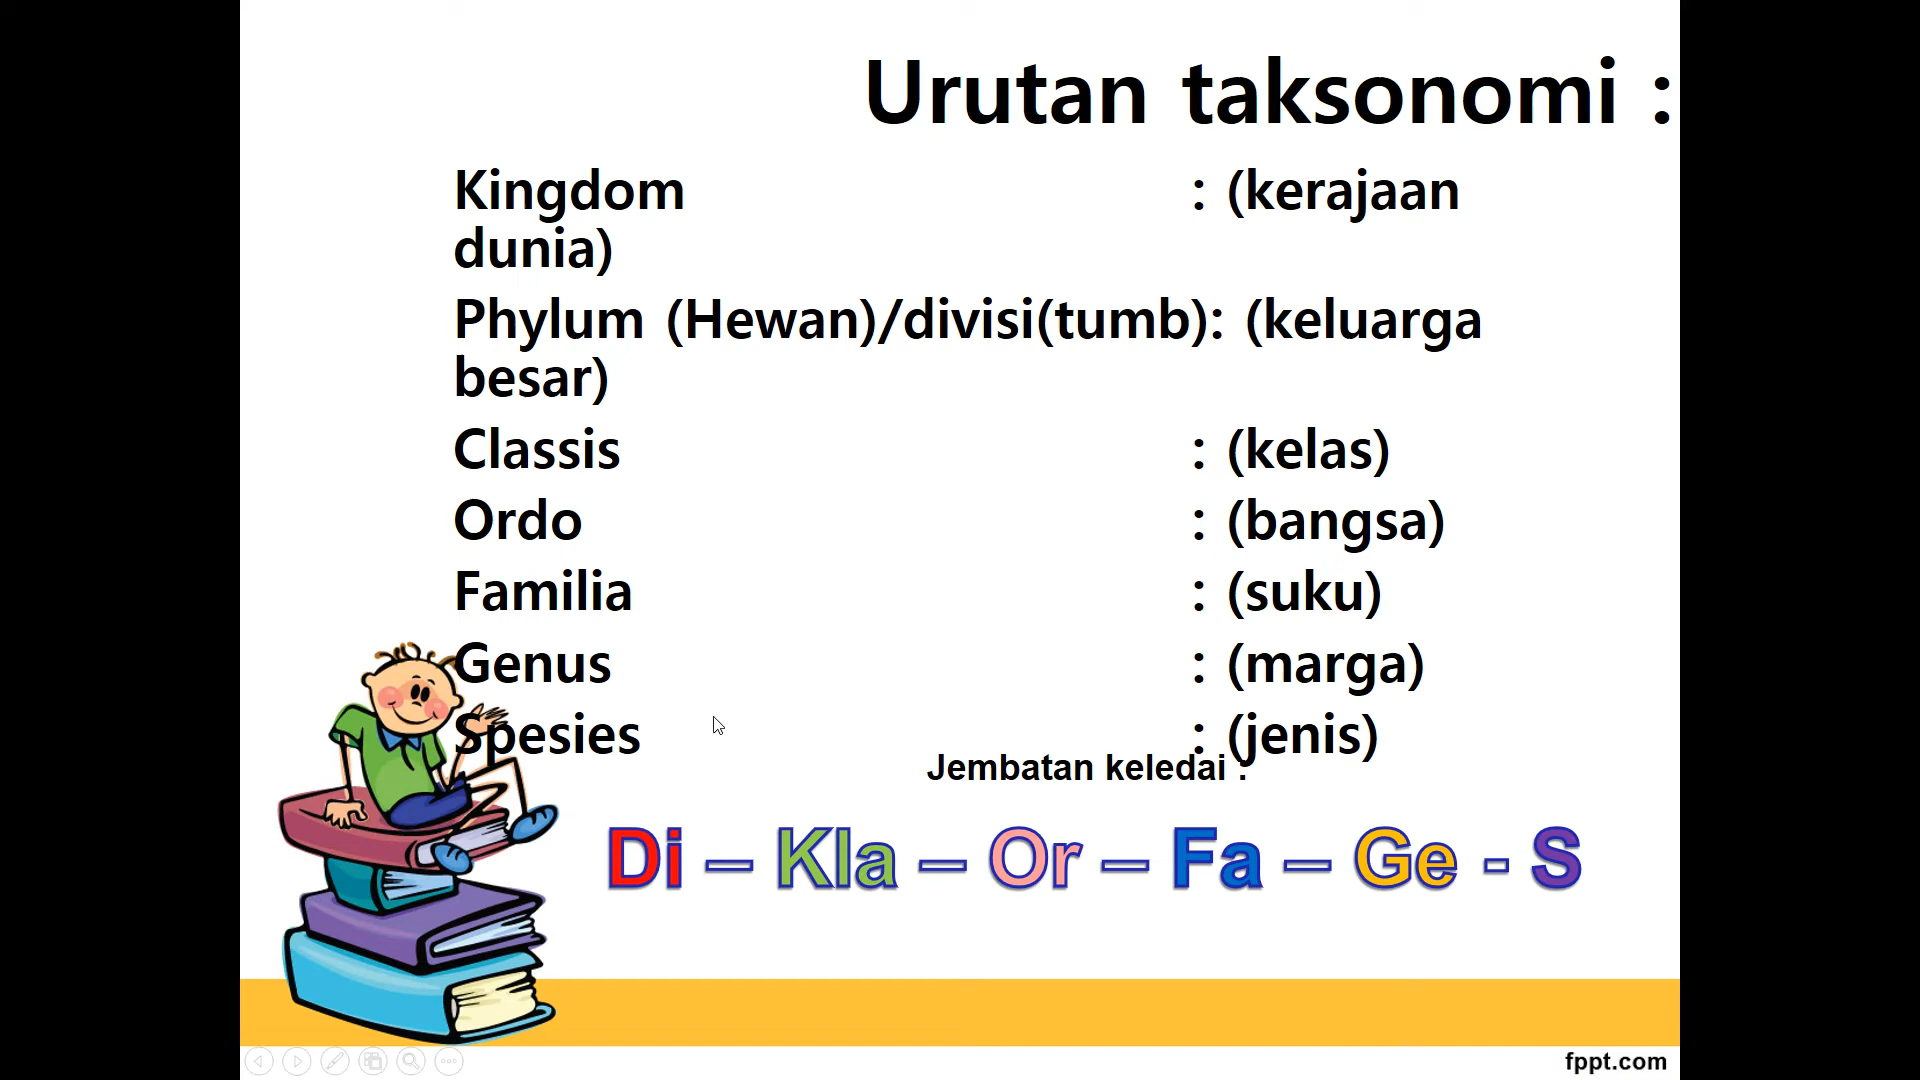 Urutan taksonomi :
Kingdom : (kerajaan
dunia)
Phylum (Hewan)/divisi(tumb): (keluarga
besar)
Classis : (kelas)
Ordo : (bangsa)
Familia : (suku)
Genus : (marga)
Spesies : (jenis)
Jembatan keledai :
Di – Kla – Or – Fa – Ge - S
fppt.com